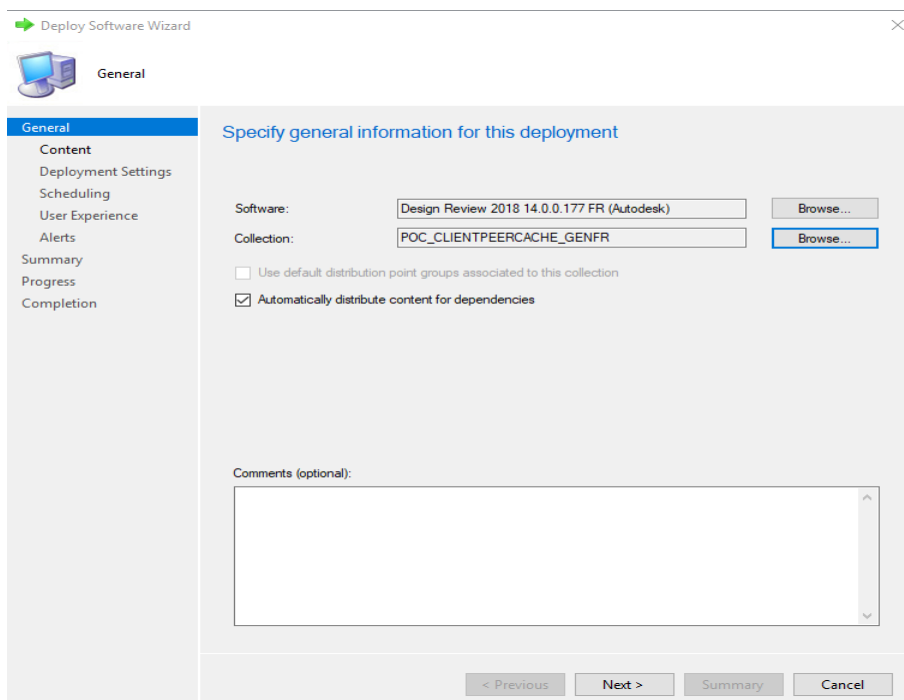 Deploy Software Wizard
General
General
Content
Deployment Settings
Scheduling
User Experience
Alerts
Summary
Progress
Completion
Specify general information for this deployment
Software: Design Review 2018 14.0.0.177 FR (Autodesk) Browse...
Collection: POC_CLIENTPEERCACHE_GENFR Browse...
Use default distribution point groups associated to this collection
Automatically distribute content for dependencies
Comments (optional):
< Previous Next > Summary Cancel